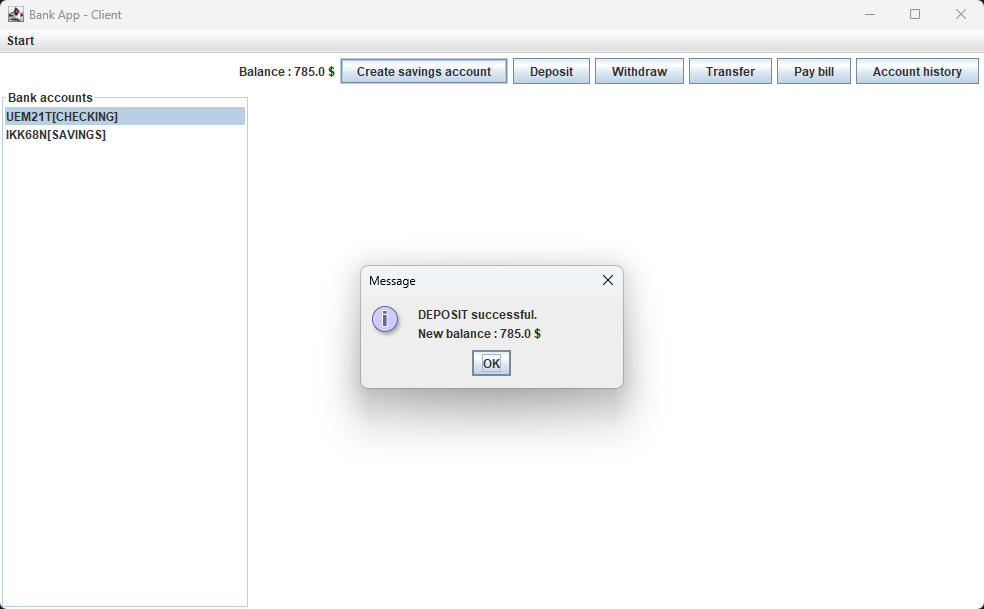 Bank App - Client
Start
Balance : 785.0 $ Create savings account Deposit Withdraw Transfer Pay bill Account history
Bank accounts
UEM21T[CHECKING]
IKK68N[SAVINGS]
Message
DEPOSIT successful.
New balance : 785.0 $
OK